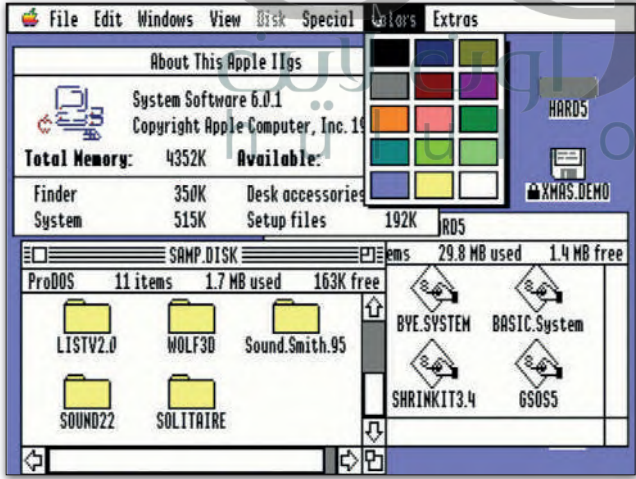 File Edit Windows View Disk Special Colors Extras
About This Apple IIgs
System Software 6.0.1
Copyright Apple Computer, Inc. 19
Total Memory: 4352K Available:
Finder 350K Desk accessories
System 515K Setup files 192K
HARD5
XMAS.DEMO
RD5
ems 29.8 MB used 1.4 MB free
BYE.SYSTEM BASIC.System
SHRINKIT3.4 GSOS5
SAMP.DISK
ProDOS 11 items 1.7 MB used 163K free
LISTV2.0 WOLF3D Sound.Smith.95
SOUND22 SOLITAIRE
اون لاين